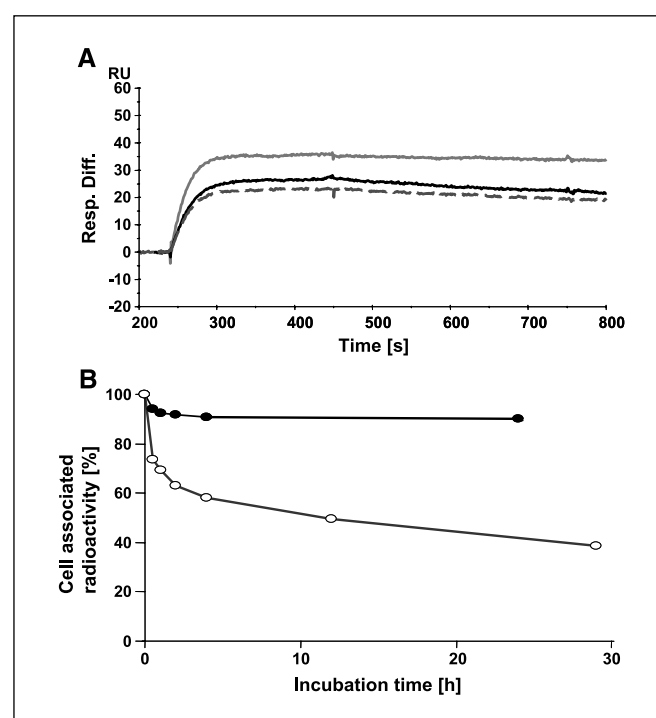 A
RU
60
50
40
30
20
10
0
-10
-20
Resp. Diff.
200 300 400 500 600 700 800
Time [s]
B
100
80
60
40
20
0
Cell associated
radioactivity [%]
0 10 20 30
Incubation time [h]